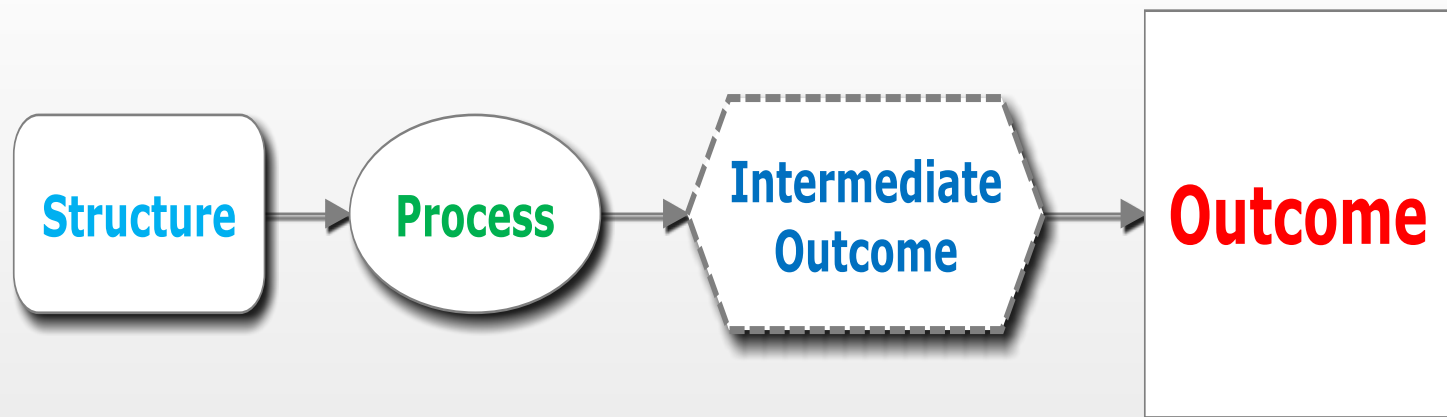 Structure
Process
Intermediate
Outcome
Outcome